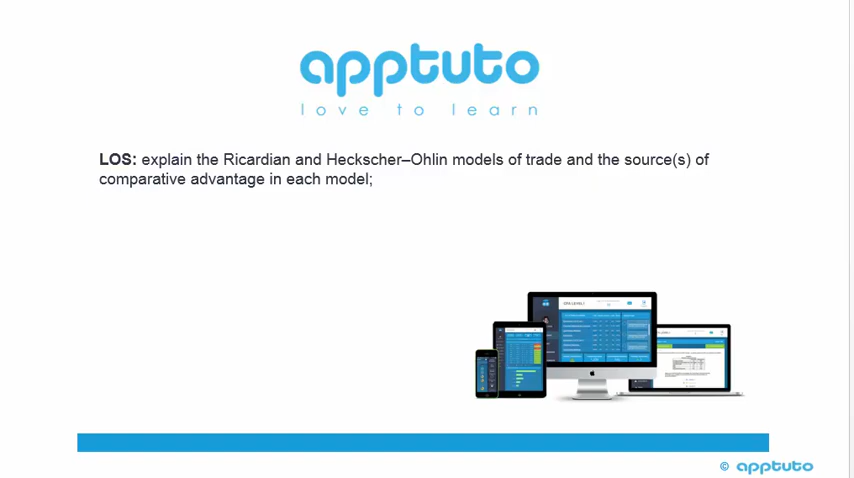 apptuto
love to learn
LOS: explain the Ricardian and Heckscher–Ohlin models of trade and the source(s) of
comparative advantage in each model;
© apptuto